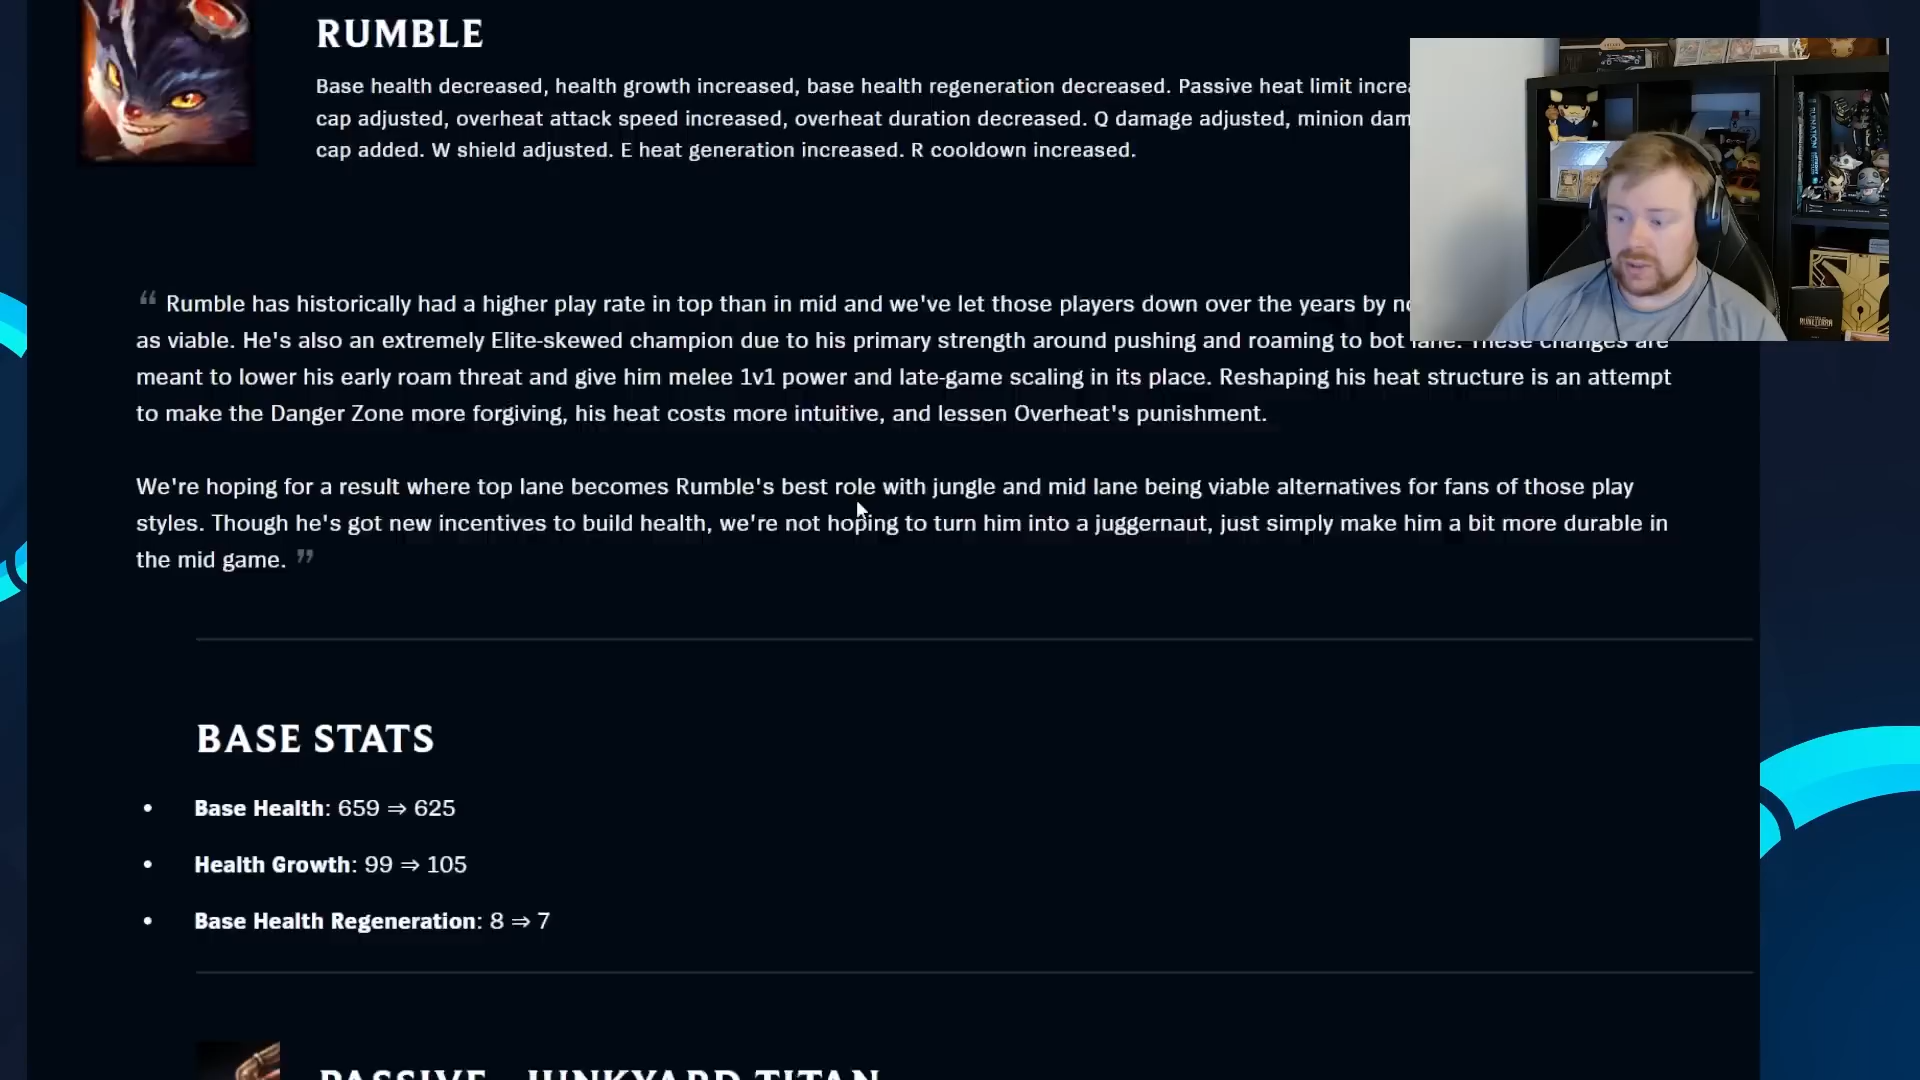 RUMBLE
Base health decreased, health growth increased, base health regeneration decreased. Passive heat limit
cap adjusted, overheat attack speed increased, overheat duration decreased. Q damage adjusted, minion
cap added. W shield adjusted. E heat generation increased. R cooldown increased.
“ Rumble has historically had a higher play rate in top than in mid and we've let those players down over the years by
as viable. He's also an extremely Elite-skewed champion due to his primary strength around pushing and roaming to bot lane. These changes are
meant to lower his early roam threat and give him melee 1v1 power and late-game scaling in its place. Reshaping his heat structure is an attempt
to make the Danger Zone more forgiving, his heat costs more intuitive, and lessen Overheat's punishment.
We're hoping for a result where top lane becomes Rumble's best role with jungle and mid lane being viable alternatives for fans of those play
styles. Though he's got new incentives to build health, we're not hoping to turn him into a juggernaut, just simply make him a bit more durable in
the mid game. ”
BASE STATS
• Base Health: 659 ⇒ 625
• Health Growth: 99 ⇒ 105
• Base Health Regeneration: 8 ⇒ 7
PASSIVE - JUNKYARD TITAN